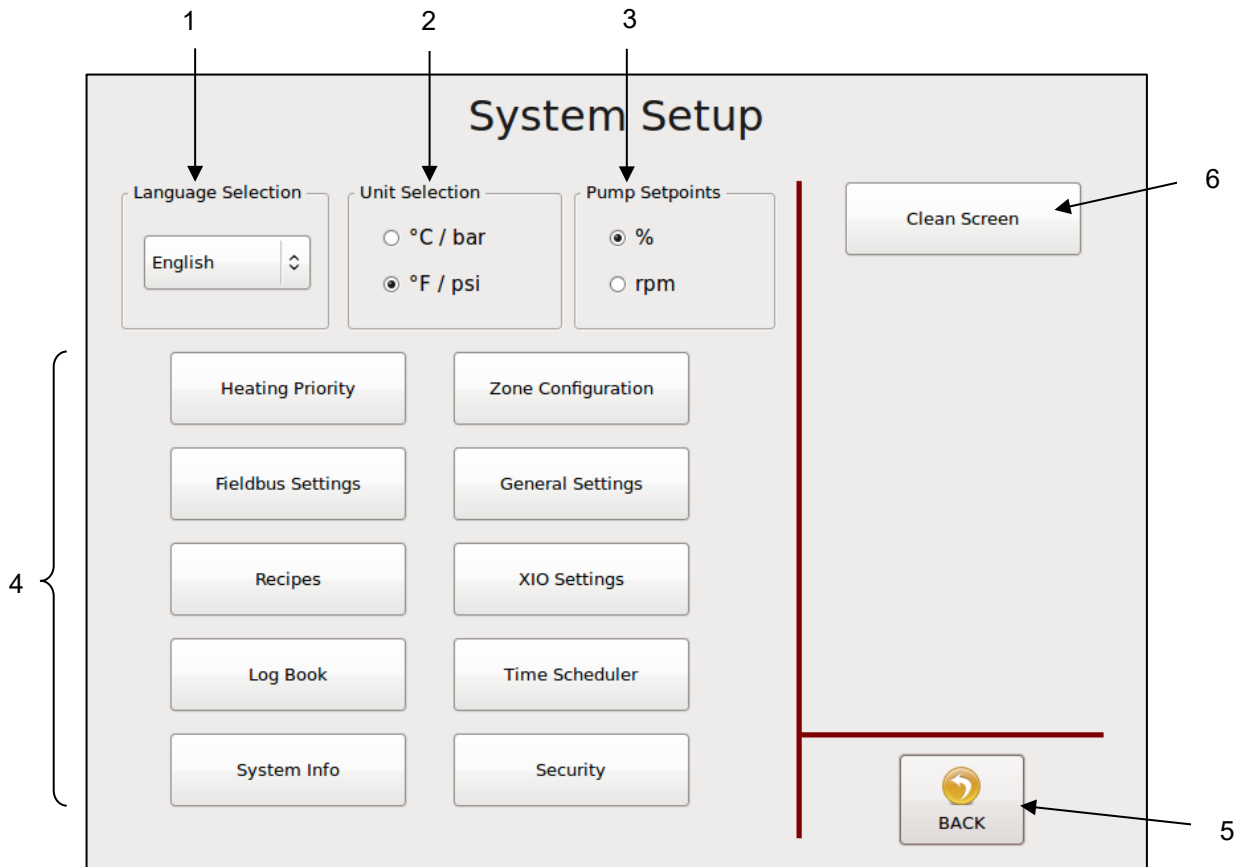 1 2 3
System Setup
Language Selection Unit Selection Pump Setpoints
English
°C / bar
°F / psi
%
rpm
Clean Screen
6
4
Heating Priority Zone Configuration
Fieldbus Settings General Settings
Recipes XIO Settings
Log Book Time Scheduler
System Info Security
BACK
5